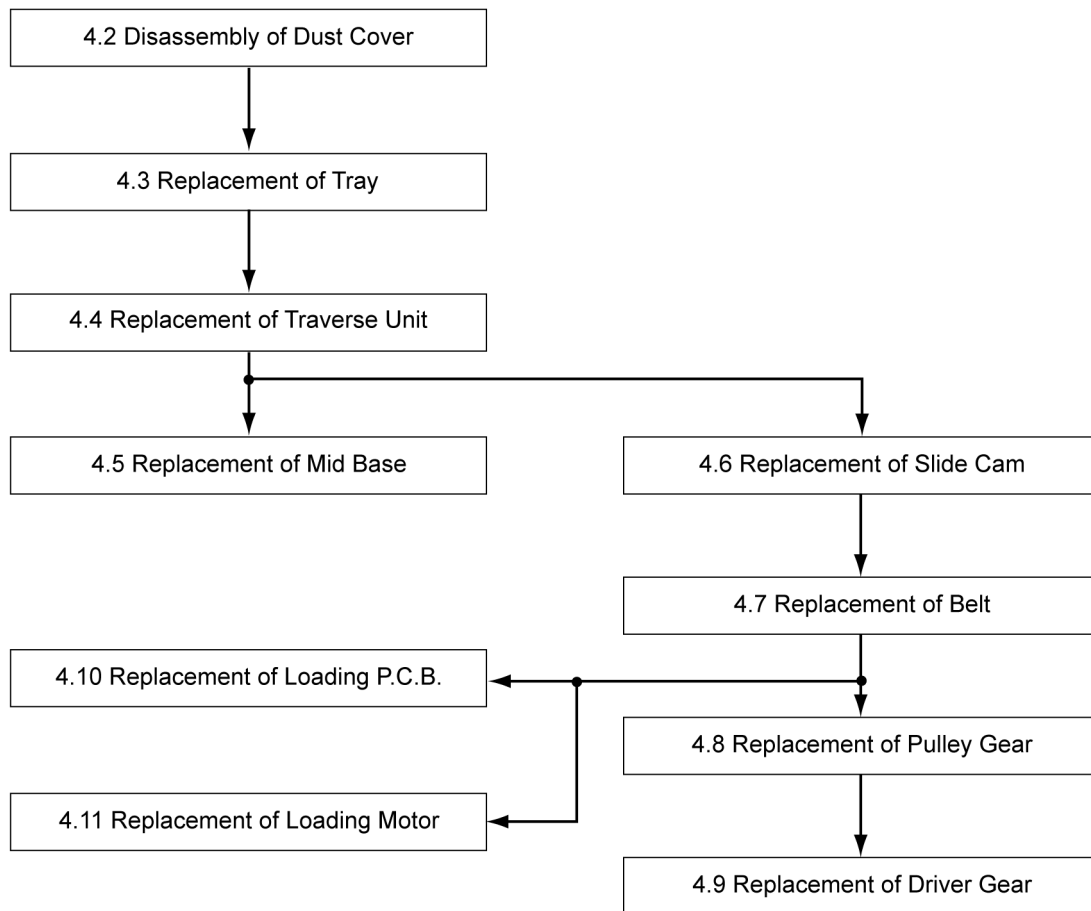 4.2 Disassembly of Dust Cover
4.3 Replacement of Tray
4.4 Replacement of Traverse Unit
4.5 Replacement of Mid Base
4.6 Replacement of Slide Cam
4.7 Replacement of Belt
4.10 Replacement of Loading P.C.B.
4.8 Replacement of Pulley Gear
4.11 Replacement of Loading Motor
4.9 Replacement of Driver Gear